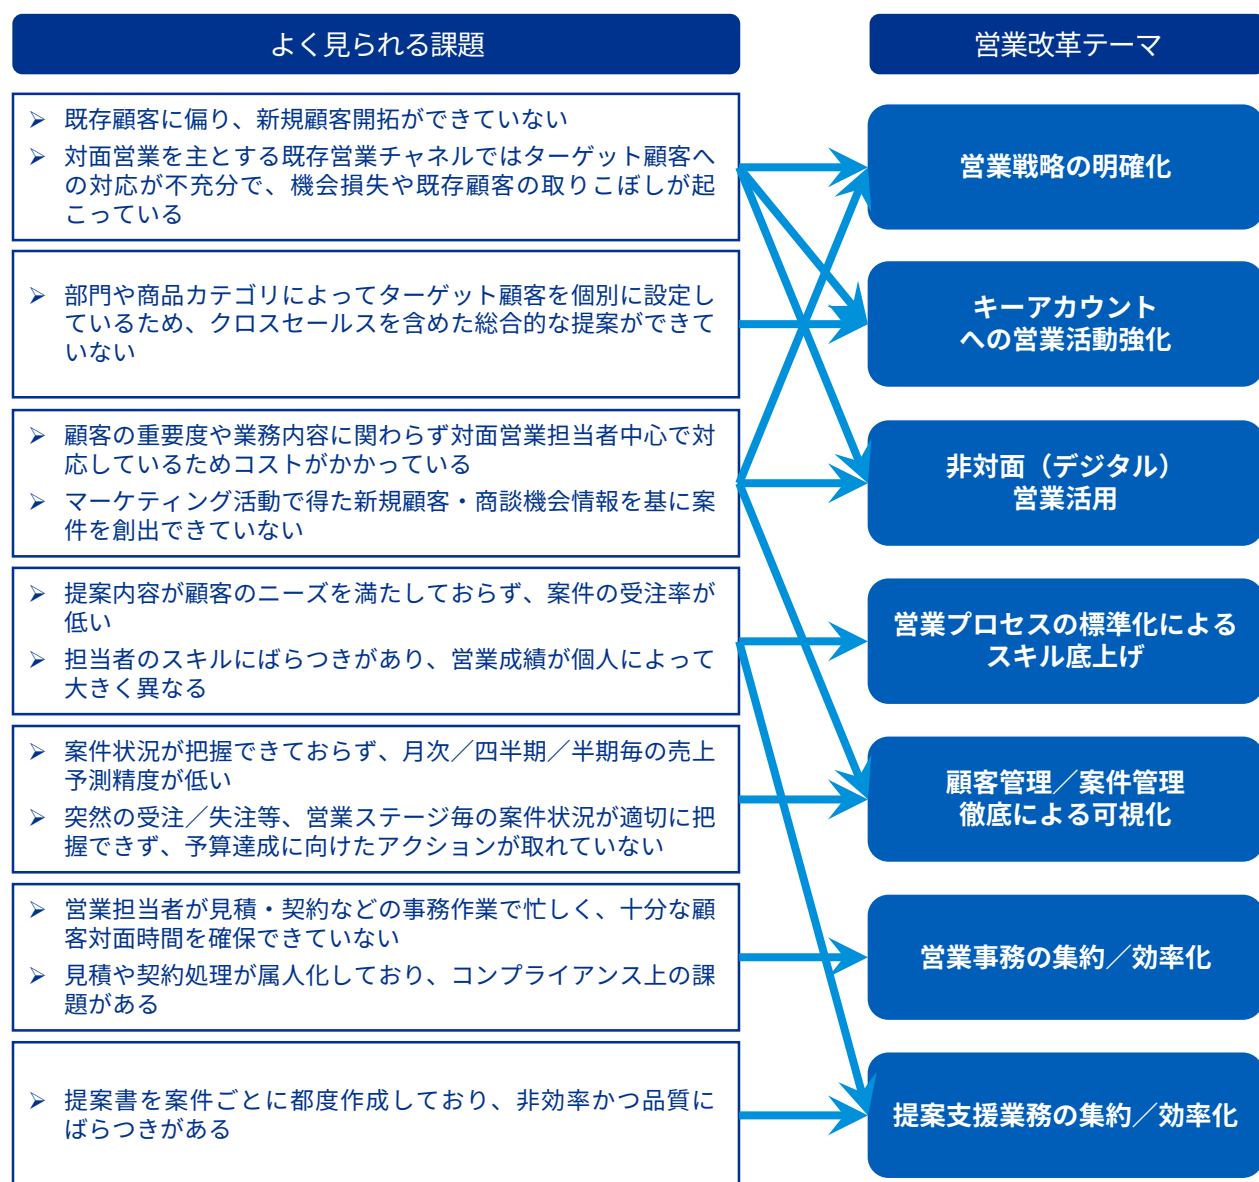 よく見られる課題
営業改革テーマ
➢ 既存顧客に偏り、新規顧客開拓ができていない
➢ 対面営業を主とする既存営業チャネルではターゲット顧客へ
の対応が不充分で、機会損失や既存顧客の取りこぼしが起
こっている
営業戦略の明確化
➢ 部門や商品カテゴリによってターゲット顧客を個別に設定し
ているため、クロスセールスを含めた総合的な提案ができて
いない
キーアカウント
への営業活動強化
➢ 顧客の重要度や業務内容に関わらず対面営業担当者中心で対
応しているためコストがかかっている
➢ マーケティング活動で得た新規顧客・商談機会情報を基に案
件を創出できていない
非対面（デジタル）
営業活用
➢ 提案内容が顧客のニーズを満たしておらず、案件の受注率が
低い
➢ 担当者のスキルにばらつきがあり、営業成績が個人によって
大きく異なる
営業プロセスの標準化による
スキル底上げ
➢ 案件状況が把握できておらず、月次／四半期／半期毎の売上
予測精度が低い
➢ 突然の受注／失注等、営業ステージ毎の案件状況が適切に把
握できず、予算達成に向けたアクションが取れていない
顧客管理／案件管理
徹底による可視化
➢ 営業担当者が見積・契約などの事務作業で忙しく、十分な顧
客対面時間を確保できていない
➢ 見積や契約処理が属人化しており、コンプライアンス上の課
題がある
営業事務の集約／効率化
➢ 提案書を案件ごとに都度作成しており、非効率かつ品質に
ばらつきがある
提案支援業務の集約／効率化